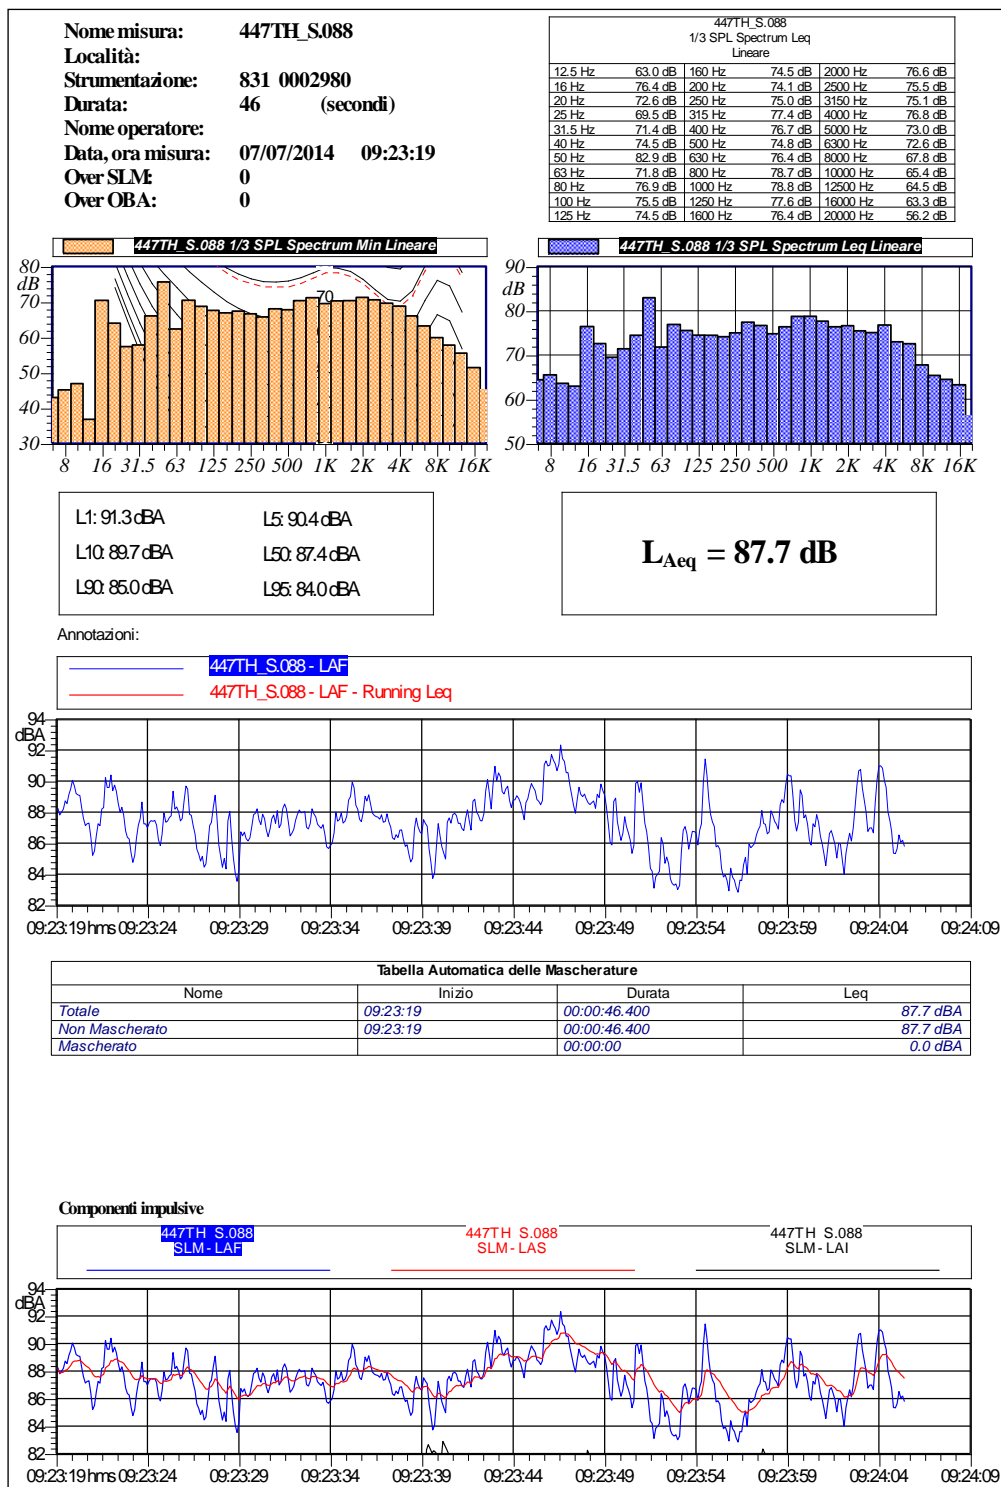 Nome misura: 447TH_S.088
Località:
Strumentazione: 831 0002980
Durata: 46 (secondi)
Nome operatore:
Data, ora misura: 07/07/2014 09:23:19
Over SLM: 0
Over OBA: 0
447TH_S.088
1/3 SPL Spectrum Leq
Lineare
12.5 Hz 63.0 dB 160 Hz 74.5 dB 2000 Hz 76.6 dB
16 Hz 76.4 dB 200 Hz 74.1 dB 2500 Hz 75.5 dB
20 Hz 72.6 dB 250 Hz 75.0 dB 3150 Hz 75.1 dB
25 Hz 69.5 dB 315 Hz 77.4 dB 4000 Hz 76.8 dB
31.5 Hz 71.4 dB 400 Hz 76.7 dB 5000 Hz 73.0 dB
40 Hz 74.5 dB 500 Hz 74.8 dB 6300 Hz 72.6 dB
50 Hz 82.9 dB 630 Hz 76.4 dB 8000 Hz 67.8 dB
63 Hz 71.8 dB 800 Hz 78.7 dB 10000 Hz 65.4 dB
80 Hz 76.9 dB 1000 Hz 78.8 dB 12500 Hz 64.5 dB
100 Hz 75.5 dB 1250 Hz 77.6 dB 16000 Hz 63.3 dB
125 Hz 74.5 dB 1600 Hz 76.4 dB 20000 Hz 56.2 dB
447TH_S.088 1/3 SPL Spectrum Min Lineare
80
dB
70
60
50
40
30
70
8 16 31.5 63 125 250 500 1K 2K 4K 8K 16K
447TH_S.088 1/3 SPL Spectrum Leq Lineare
90
dB
80
70
60
50
8 16 31.5 63 125 250 500 1K 2K 4K 8K 16K
L1: 91.3 dBA L5: 90.4 dBA
L10: 89.7 dBA L50: 87.4 dBA
L90: 85.0 dBA L95: 84.0 dBA
LAeq = 87.7 dB
Annotazioni:
447TH_S.088 - LAF
447TH_S.088 - LAF - Running Leq
94
dBA
92
90
88
86
84
82
09:23:19 hms 09:23:24 09:23:29 09:23:34 09:23:39 09:23:44 09:23:49 09:23:54 09:23:59 09:24:04 09:24:09
Tabella Automatica delle Mascherature
Nome Inizio Durata Leq
Totale 09:23:19 00:00:46.400 87.7 dBA
Non Mascherato 09:23:19 00:00:46.400 87.7 dBA
Mascherato 00:00:00 0.0 dBA
Componenti impulsive
447TH_S.088 447TH_S.088 447TH_S.088
SLM - LAF SLM - LAS SLM - LAI
94
dBA
92
90
88
86
84
82
09:23:19 hms 09:23:24 09:23:29 09:23:34 09:23:39 09:23:44 09:23:49 09:23:54 09:23:59 09:24:04 09:24:09